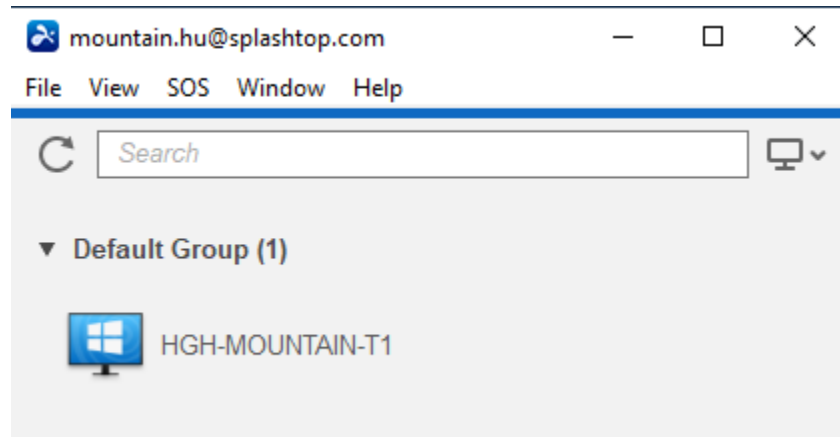 mountain.hu@splashtop.com
File View SOS Window Help
Search
Default Group (1)
HGH-MOUNTAIN-T1